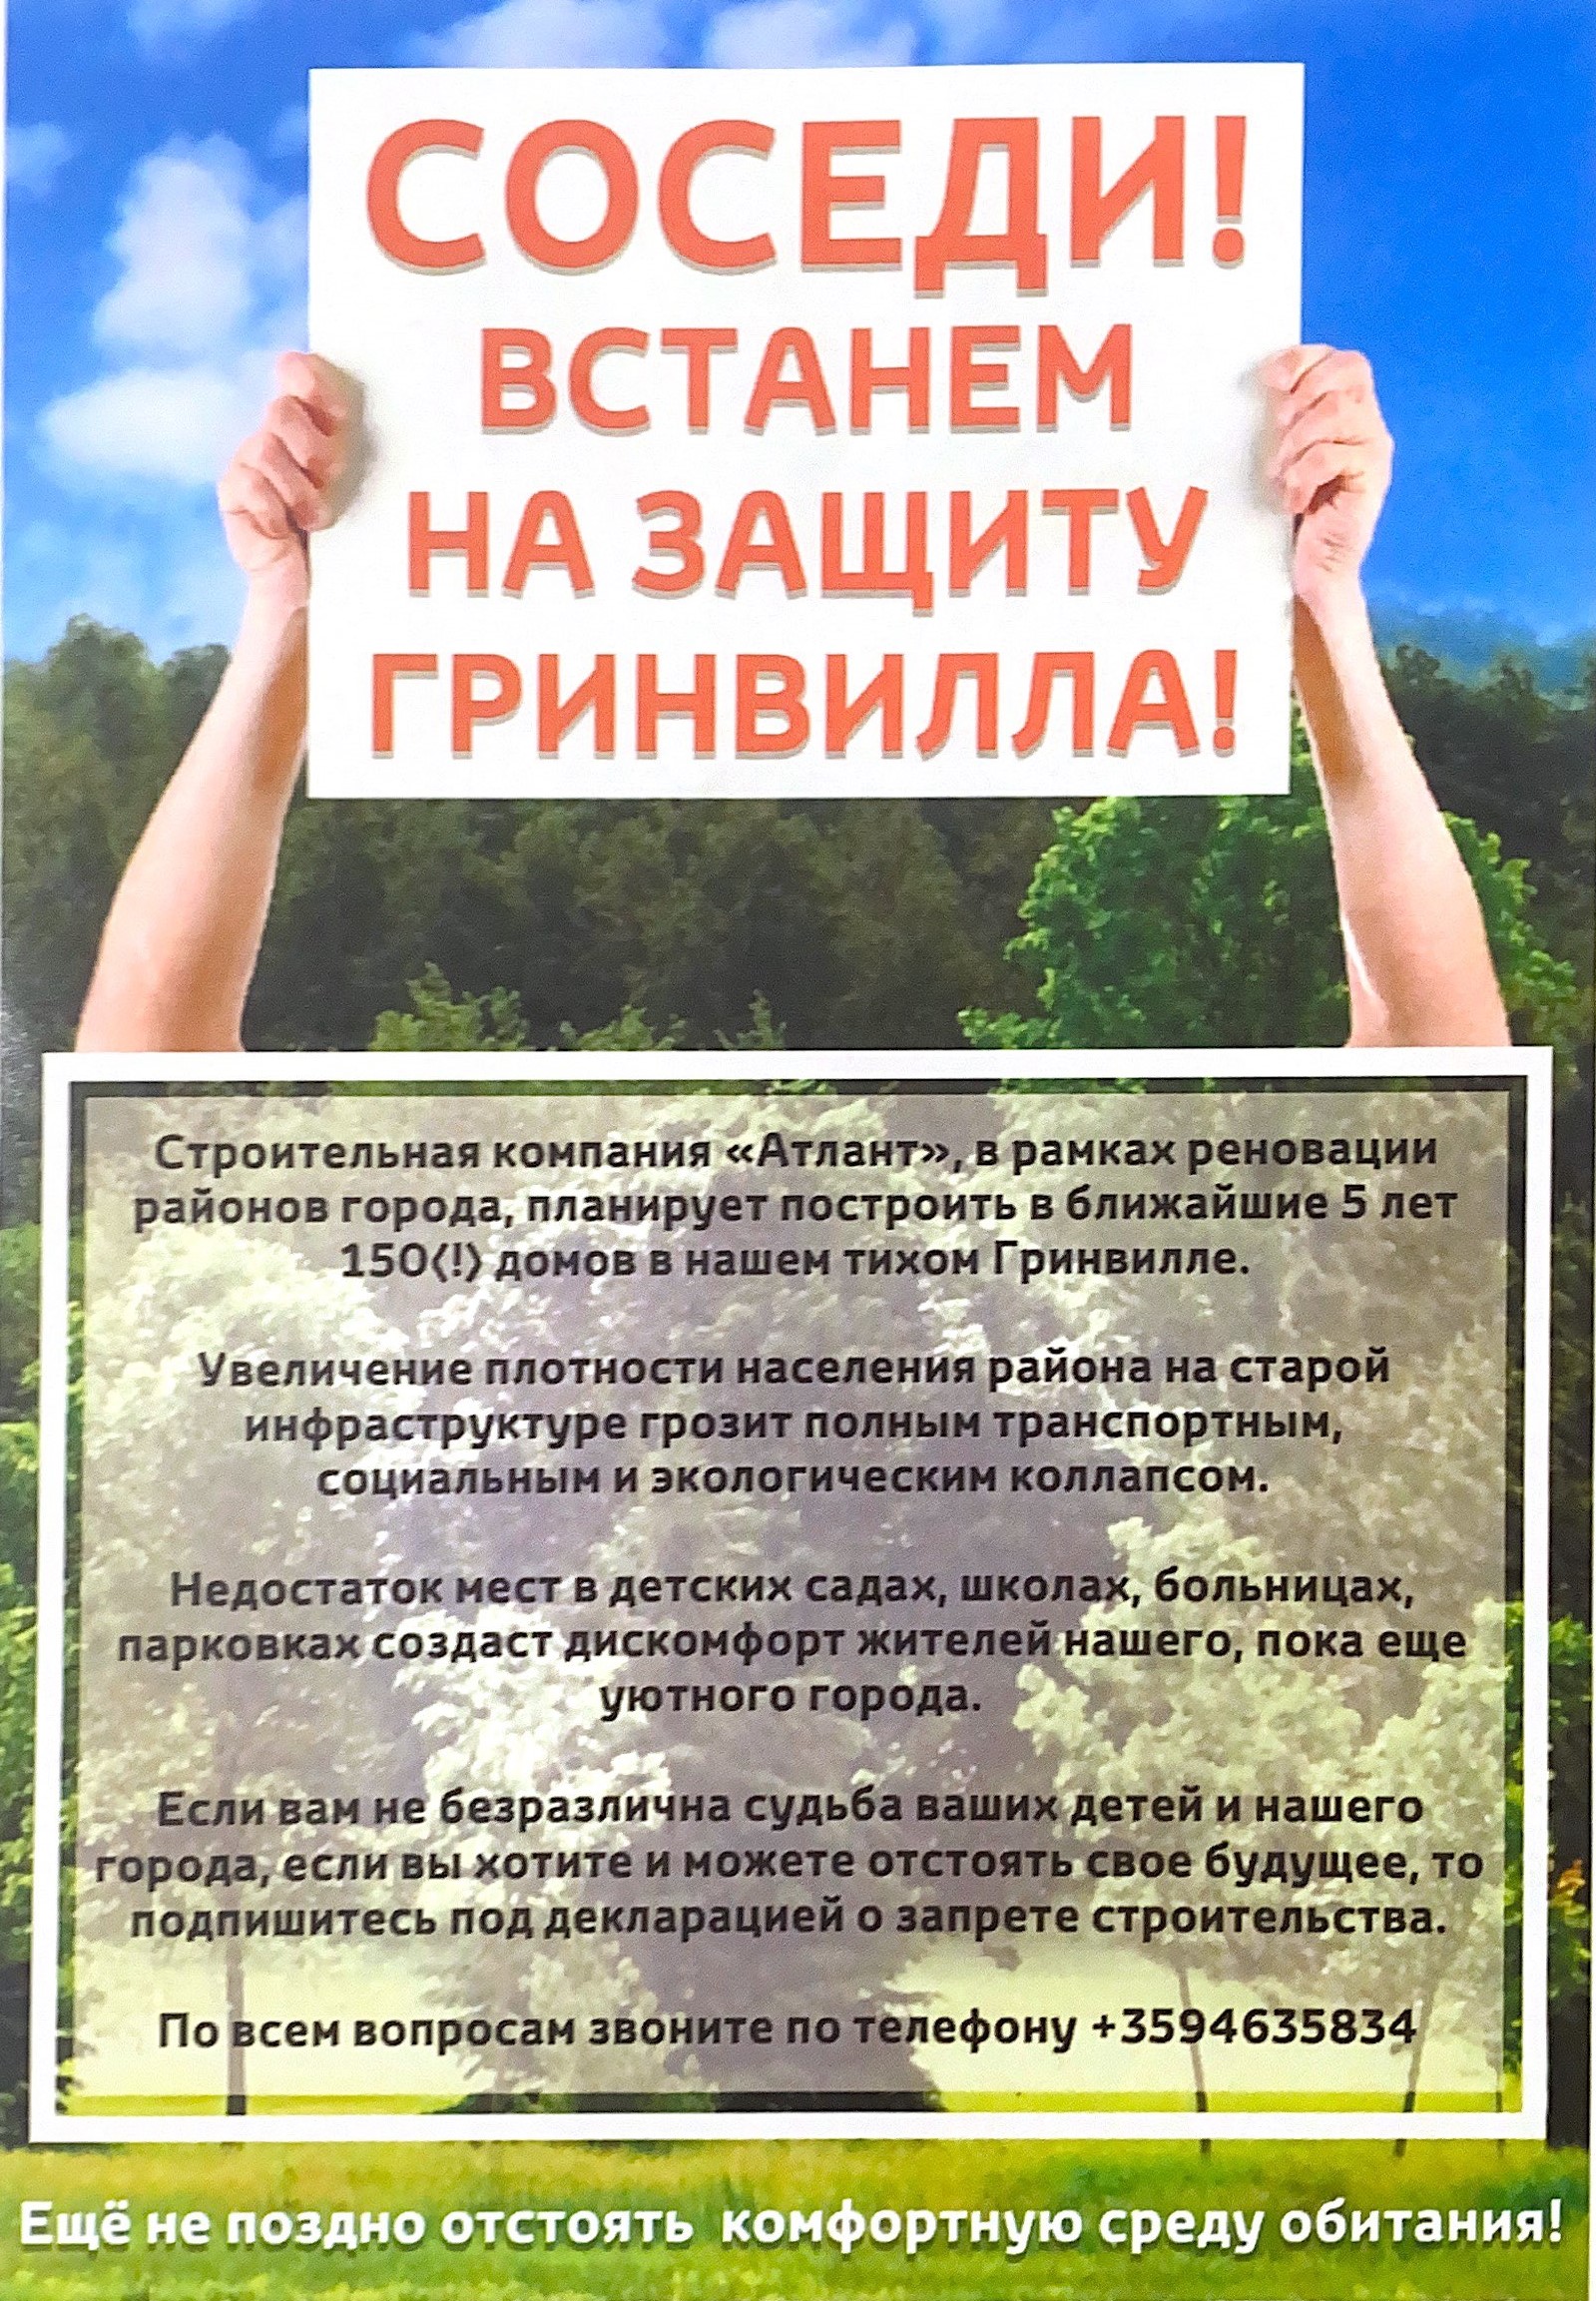 СОСЕДИ!
ВСТАНЕМ
НА ЗАЩИТУ
ГРИНВИЛЛА!
Строительная компания «Атлант», в рамках реновации
районов города, планирует построить в ближайшие 5 лет
150(!) домов в нашем тихом Гринвилле.
Увеличение плотности населения района на старой
инфраструктуре грозит полным транспортным,
социальным и экологическим коллапсом.
Недостаток мест в детских садах, школах, больницах,
парковках создаст дискомфорт жителей нашего, пока еще
уютного города.
Если вам не безразлична судьба ваших детей и нашего
города, если вы хотите и можете отстоять свое будущее, то
подпишитесь под декларацией о запрете строительства.
По всем вопросам звоните по телефону +3594635834
Ещё не поздно отстоять комфортную среду обитания!